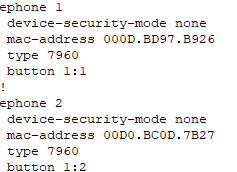 ephone 1
device-security-mode none
mac-address 000D.BD97.B926
type 7960
button 1:1
!
ephone 2
device-security-mode none
mac-address 00D0.BC0D.7B27
type 7960
button 1:2